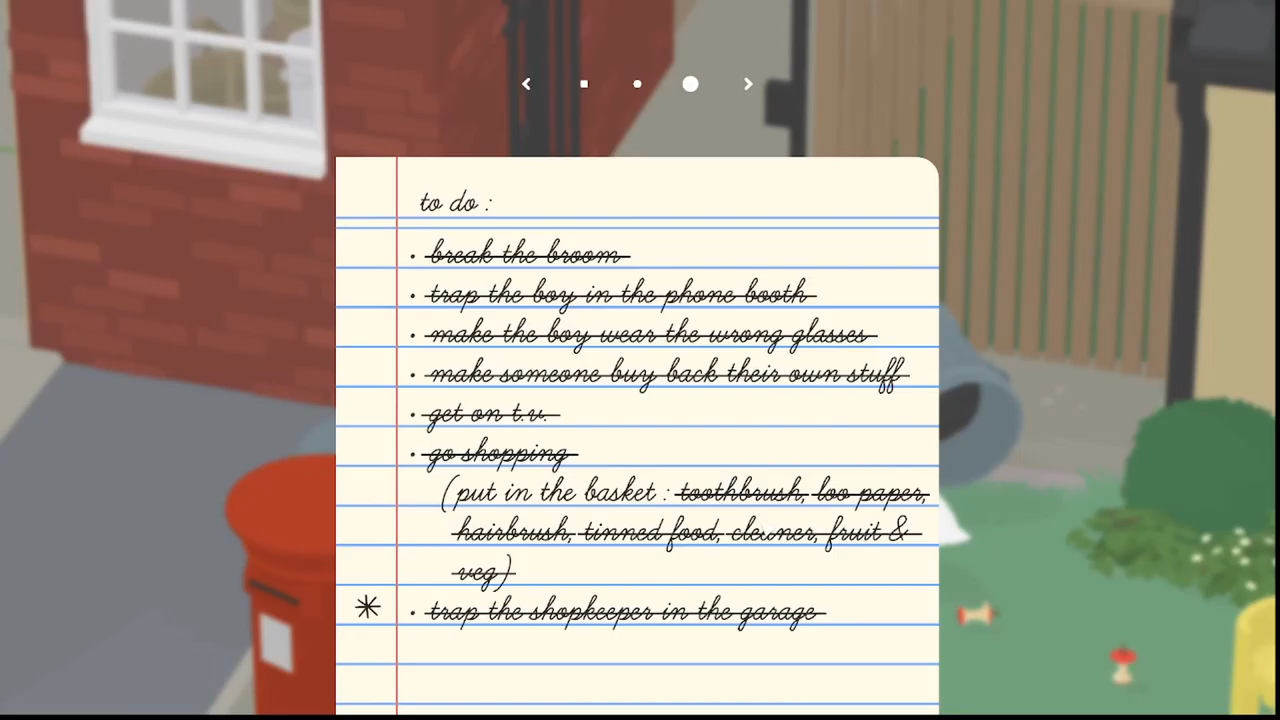 to do :
• break the broom
• trap the boy in the phone booth
• make the boy wear the wrong glasses
• make someone buy back their own stuff
• get on t.v.
• go shopping
(put in the basket : toothbrush, loo paper,
hairbrush, tinned food, cleaner, fruit &
veg)
• trap the shopkeeper in the garage